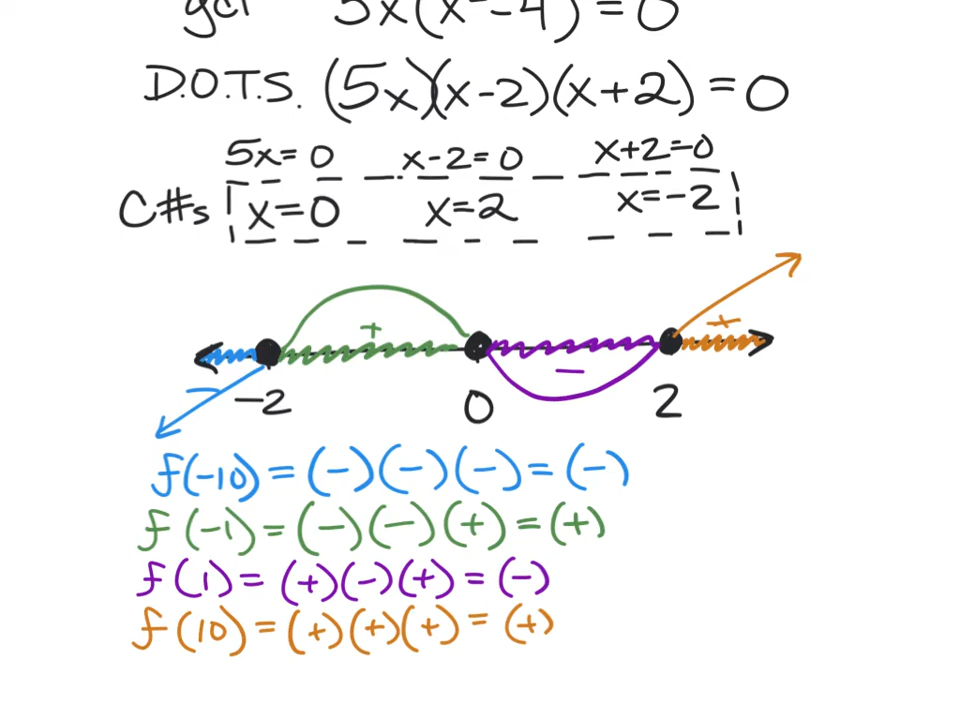 gcf 5x(x²-4)=0
D.O.T.S. (5x)(x-2)(x+2)=0
5x=0 x-2=0 x+2=0
C#s x=0 x=2 x=-2
+ +
- -
-2 0 2
f(-10)=(-)(-)(-)=(-)
f(-1)=(-)(-)(+)=(+)
f(1)=(+)(-)(+)=(-)
f(10)=(+)(+)(+)=(+)